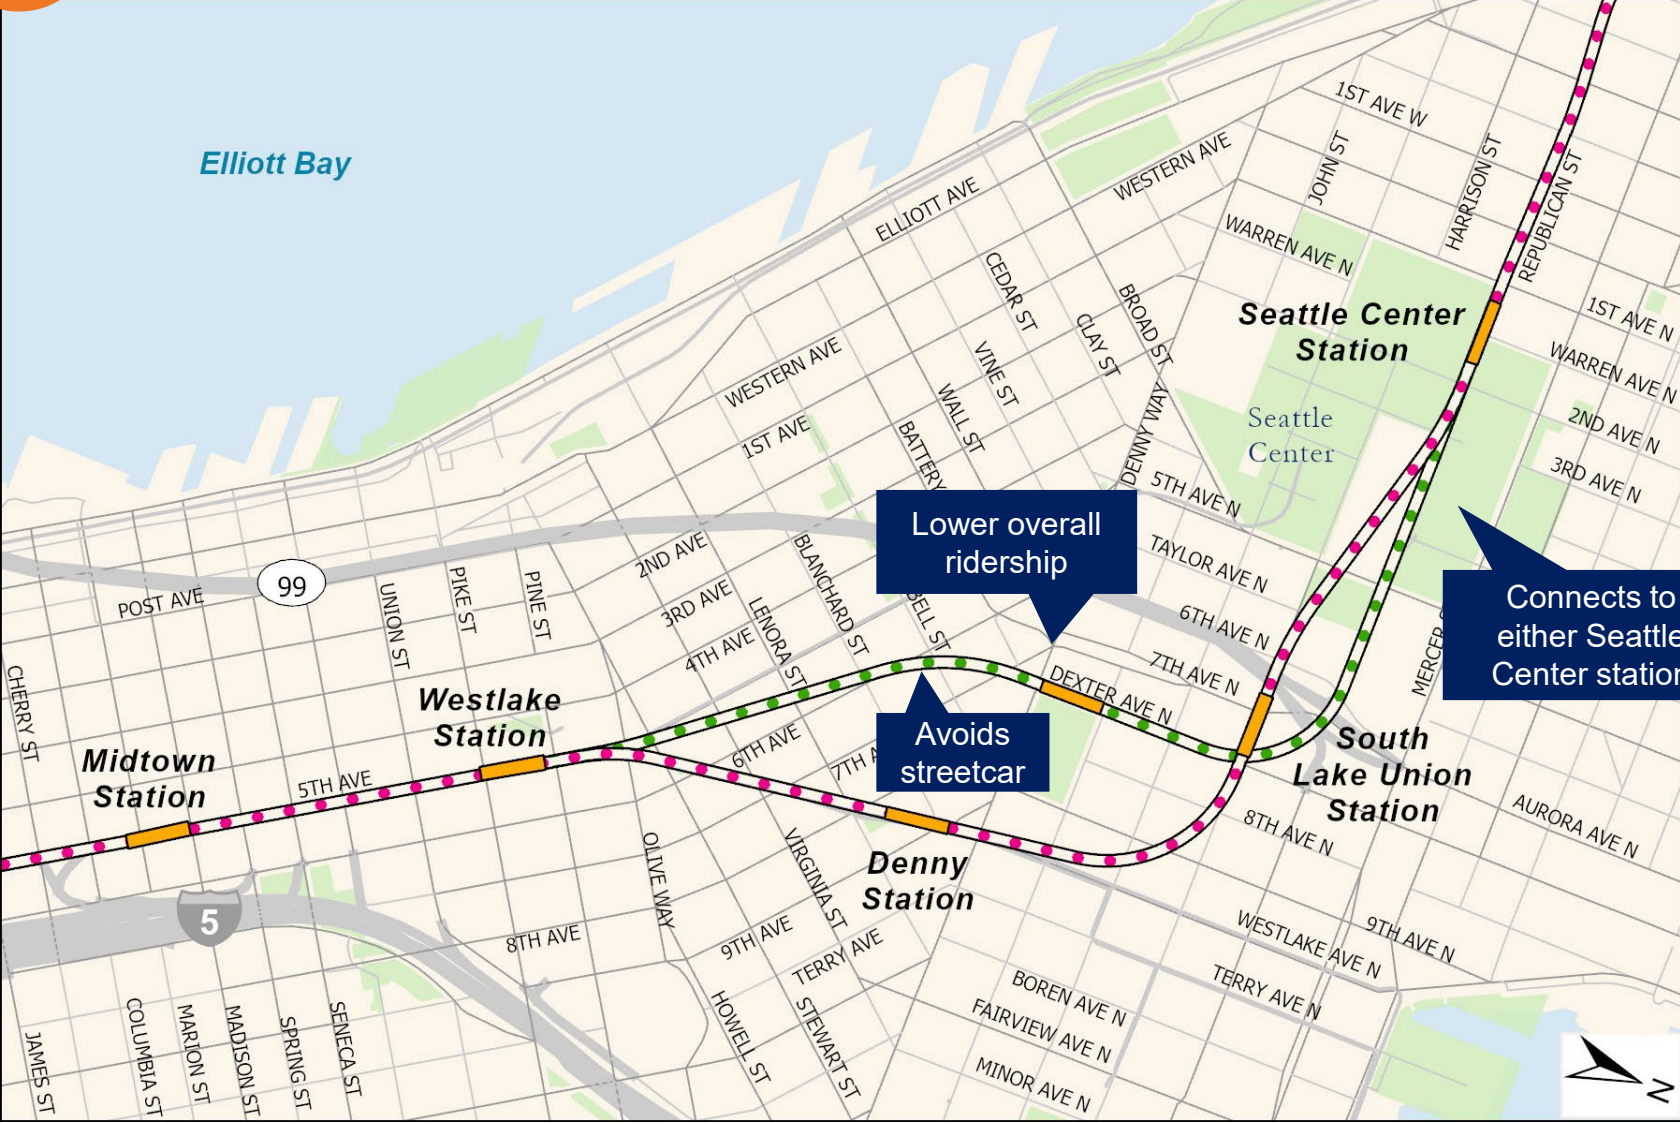 Elliott Bay
1ST AVE W
JOHN ST
HARRISON ST
REPUBLICAN ST
WESTERN AVE
ELLIOTT AVE
WARREN AVE N
CEDAR ST
CLAY ST
BROAD ST
Seattle Center
Station
1ST AVE N
WARREN AVE N
2ND AVE N
3RD AVE N
Seattle
Center
VINE ST
WALL ST
WESTERN AVE
1ST AVE
BATTERY
DENNY WAY
5TH AVE N
Lower overall
ridership
TAYLOR AVE N
6TH AVE N
7TH AVE N
DEXTER AVE N
Connects to
either Seattle
Center station
MERCER
99
POST AVE
UNION ST
PIKE ST
PINE ST
2ND AVE
3RD AVE
4TH AVE
LENORA ST
BLANCHARD ST
BELL ST
CHERRY ST
Westlake
Station
Midtown
Station
5TH AVE
6TH AVE
7TH A
Avoids
streetcar
South
Lake Union
Station
8TH AVE N
AURORA AVE N
Denny
Station
OLIVE WAY
VIRGINIA ST
5
8TH AVE
9TH AVE
TERRY AVE
WESTLAKE AVE N
9TH AVE N
TERRY AVE N
BOREN AVE N
FAIRVIEW AVE N
MINOR AVE N
JAMES ST
COLUMBIA ST
MARION ST
MADISON ST
SPRING ST
SENECA ST
HOWELL ST
STEWART ST
N